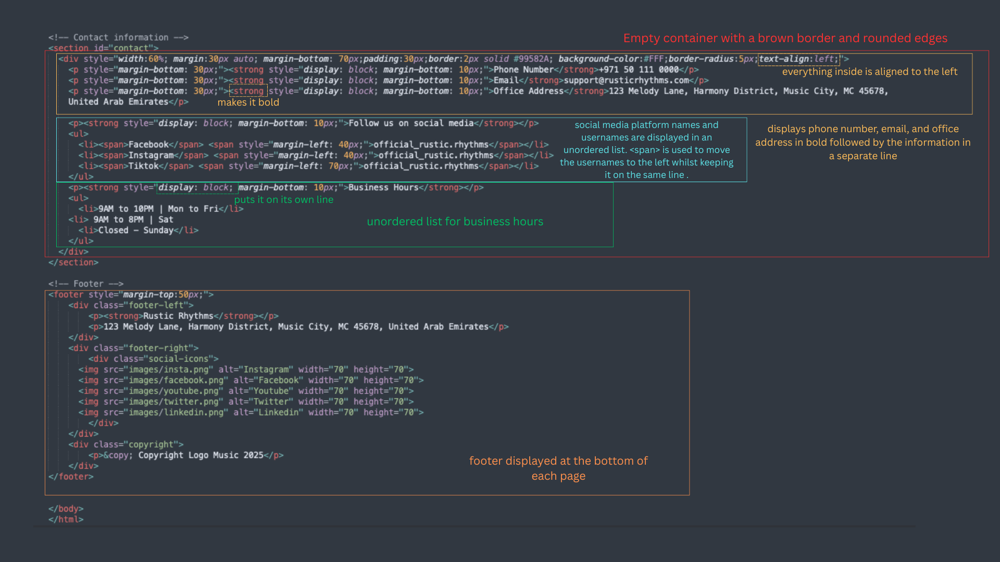 <!-- Contact information -->
Empty container with a brown border and rounded edges
<section id="contact">
<div style="width:60%; margin:30px auto; margin-bottom: 70px;padding:30px;border:2px solid #99582A; background-color:#FFF;border-radius:5px;text-align:left;">
<p style="margin-bottom: 30px;"><strong style="display: block; margin-bottom: 10px;">Phone Number</strong>+971 50 111 0000</p>
everything inside is aligned to the left
<p style="margin-bottom: 30px;"><strong style="display: block; margin-bottom: 10px;">Email</strong>support@rusticrhythms.com</p>
<p style="margin-bottom: 30px;"><strong style="display: block; margin-bottom: 10px;">Office Address</strong>123 Melody Lane, Harmony District, Music City, MC 45678,
United Arab Emirates</p>
makes it bold
<p><strong style="display: block; margin-bottom: 10px;">Follow us on social media</strong></p>
<ul>
<li><span>Facebook</span> <span style="margin-left: 40px;">official_rustic.rhythms</span></li>
<li><span>Instagram</span> <span style="margin-left: 40px;">official_rustic.rhythms</span></li>
<li><span>Tiktok</span> <span style="margin-left: 70px;">official_rustic.rhythms</span></li>
</ul>
social media platform names and
usernames are displayed in an
unordered list. <span> is used to move
the usernames to the left whilst keeping
it on the same line .
displays phone number, email, and office
address in bold followed by the information in
a separate line
<p><strong style="display: block; margin-bottom: 10px;">Business Hours</strong></p>
<ul>
puts it on its own line
<li>9AM to 10PM | Mon to Fri</li>
<li> 9AM to 8PM | Sat
<li>Closed - Sunday</li>
</ul>
unordered list for business hours
</div>
</section>
<!-- Footer -->
<footer style="margin-top:50px;">
<div class="footer-left">
<p><strong>Rustic Rhythms</strong></p>
<p>123 Melody Lane, Harmony District, Music City, MC 45678, United Arab Emirates</p>
</div>
<div class="footer-right">
<div class="social-icons">
<img src="images/insta.png" alt="Instagram" width="70" height="70">
<img src="images/facebook.png" alt="Facebook" width="70" height="70">
<img src="images/youtube.png" alt="Youtube" width="70" height="70">
<img src="images/twitter.png" alt="Twitter" width="70" height="70">
<img src="images/linkedin.png" alt="Linkedin" width="70" height="70">
</div>
</div>
<div class="copyright">
<p>&copy; Copyright Logo Music 2025</p>
</div>
</footer>
footer displayed at the bottom of
each page
</body>
</html>